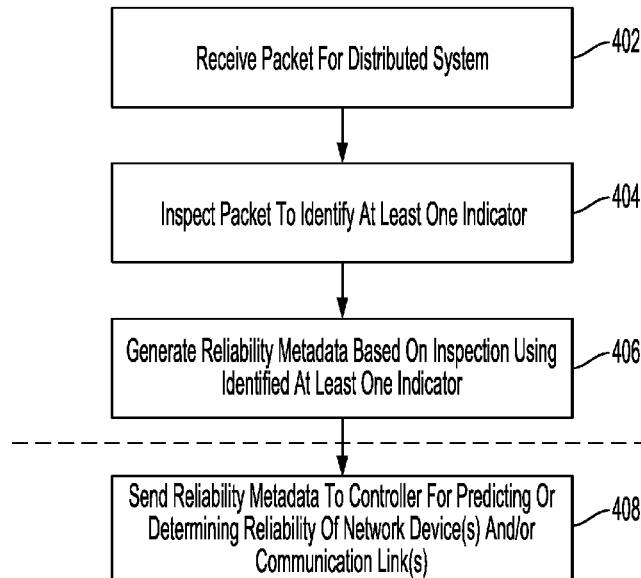 Receive Packet For Distributed System
402
Inspect Packet To Identify At Least One Indicator
404
Generate Reliability Metadata Based On Inspection Using
Identified At Least One Indicator
406
Send Reliability Metadata To Controller For Predicting Or
Determining Reliability Of Network Device(s) And/or
Communication Link(s)
408